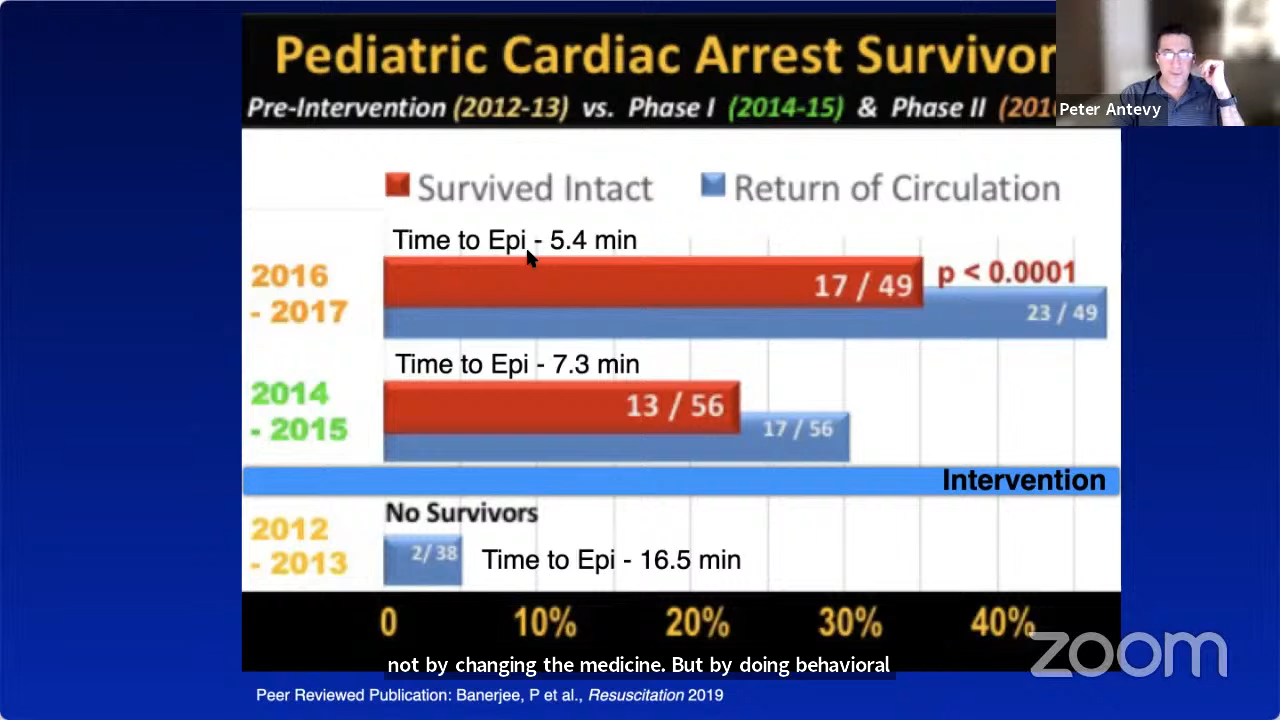 Pediatric Cardiac Arrest Survivor
Pre-Intervention (2012-13) vs. Phase I (2014-15) & Phase II (201
Peter Antevy
Survived Intact Return of Circulation
Time to Epi - 5.4 min
2016
- 2017
17 / 49
p < 0.0001
23 / 49
Time to Epi - 7.3 min
2014
- 2015
13 / 56
17 / 56
Intervention
No Survivors
2012
- 2013
2/ 38
Time to Epi - 16.5 min
0 10% 20% 30% 40%
zoom
not by changing the medicine. But by doing behavioral
Peer Reviewed Publication: Banerjee, P et al., Resuscitation 2019